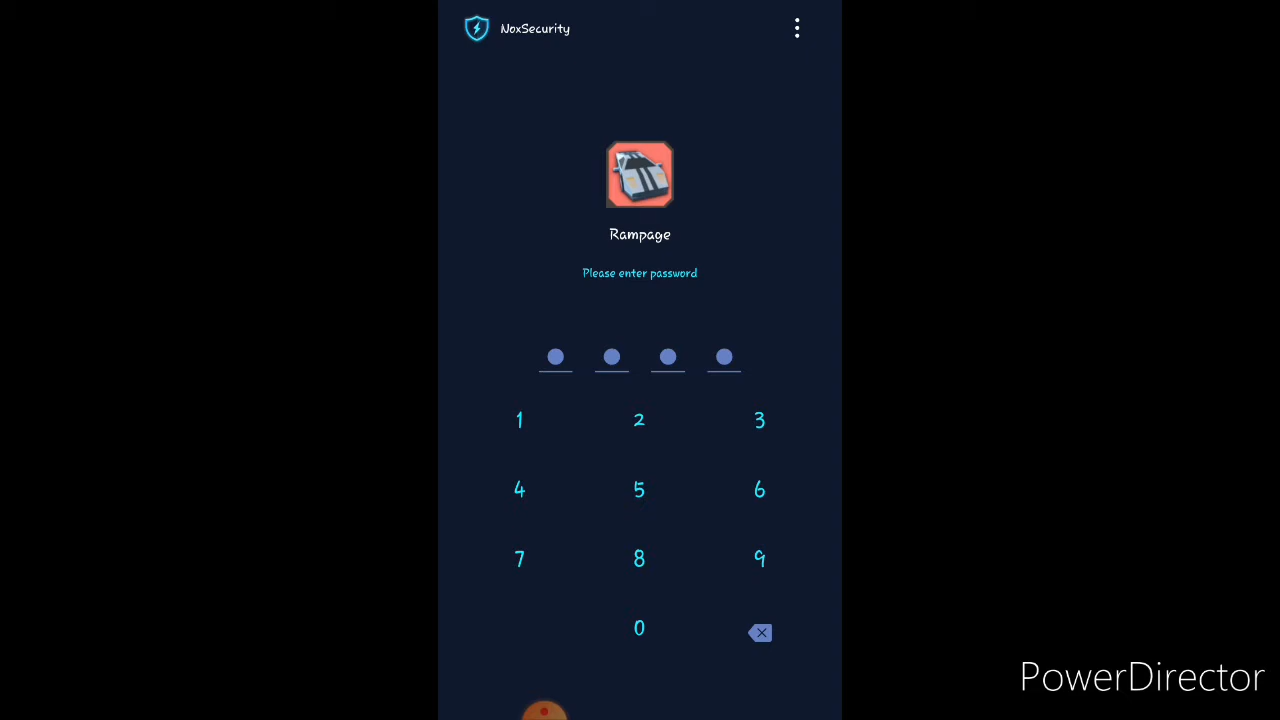 NoxSecurity
Rampage
Please enter password
1 2 3
4 5 6
7 8 9
0
PowerDirector